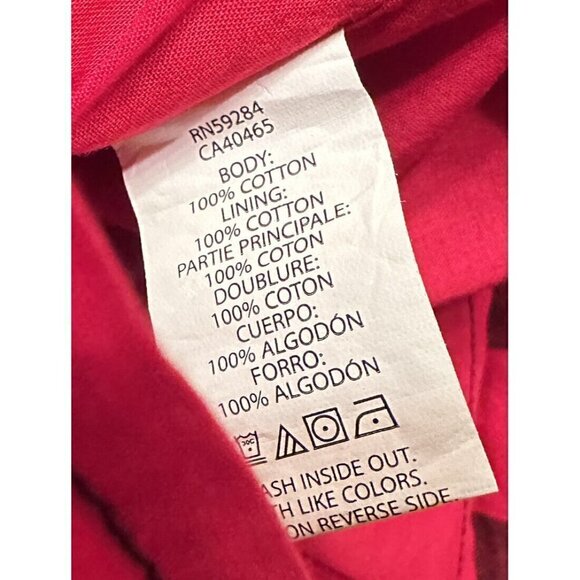 RN59284
CA40465
BODY:
100% COTTON
LINING:
100% COTTON
PARTIE PRINCIPALE:
100% COTON
DOUBLURE:
100% COTON
CUERPO:
100% ALGODÓN
FORRO:
100% ALGODÓN
INSIDE OUT.
LIKE COLORS.
ON REVERSE SIDE.